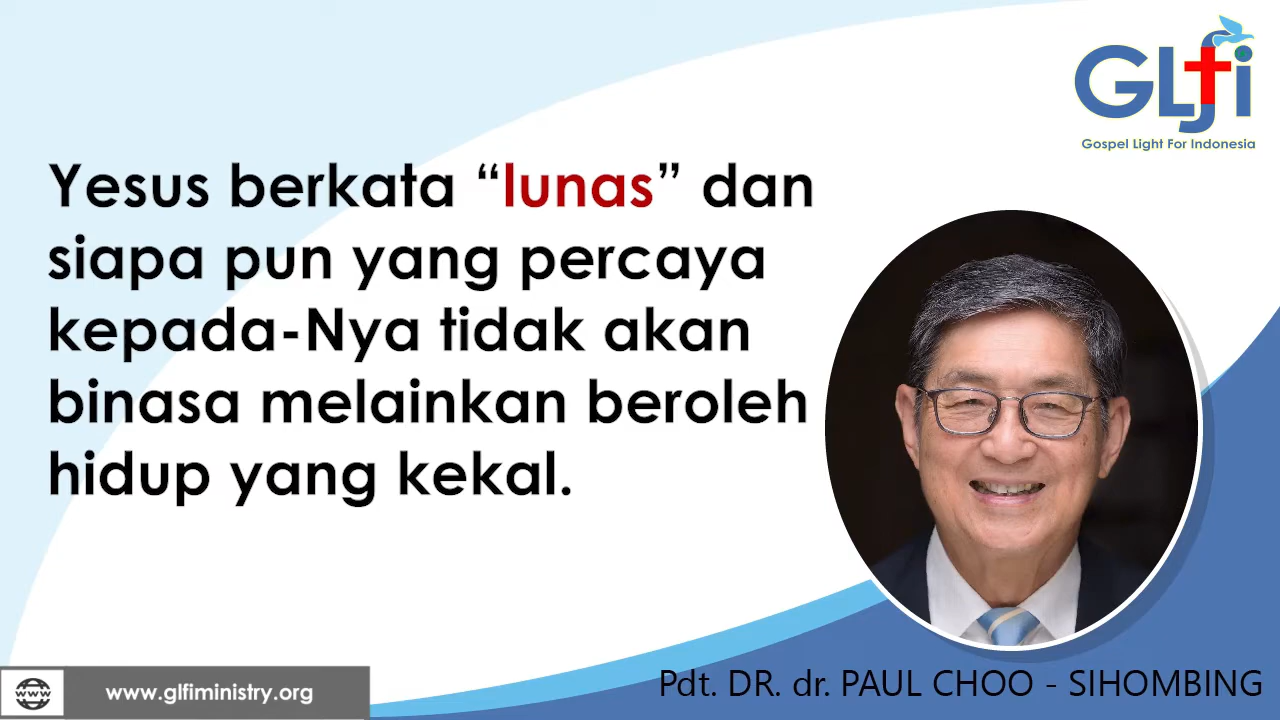 GLfi
Gospel Light For Indonesia
Yesus berkata “lunas” dan
siapa pun yang percaya
kepada-Nya tidak akan
binasa melainkan beroleh
hidup yang kekal.
www
www.glfiministry.org
Pdt. DR. dr. PAUL CHOO - SIHOMBING